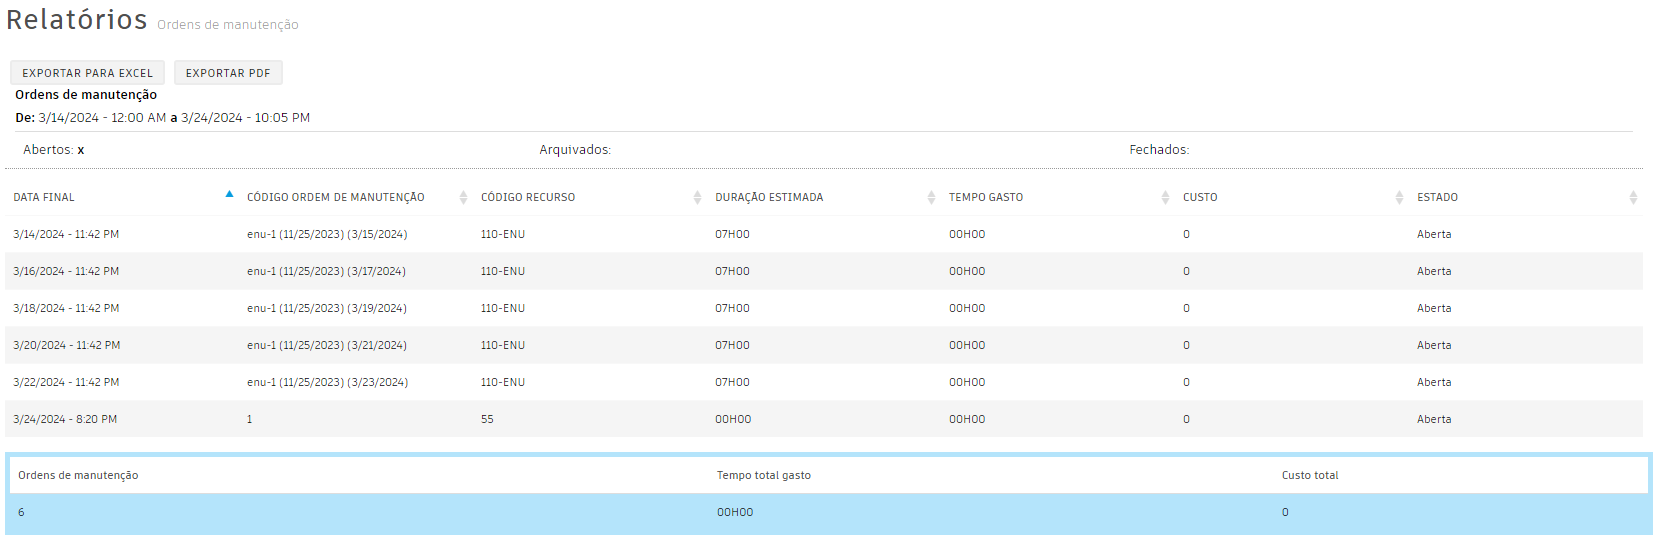 Relatórios Ordens de manutenção
EXPORTAR PARA EXCEL EXPORTAR PDF
Ordens de manutenção
De: 3/14/2024 - 12:00 AM a 3/24/2024 - 10:05 PM
Abertos: x Arquivados: Fechados:
DATA FINAL CÓDIGO ORDEM DE MANUTENÇÃO CÓDIGO RECURSO DURAÇÃO ESTIMADA TEMPO GASTO CUSTO ESTADO
3/14/2024 - 11:42 PM enu-1 (11/25/2023) (3/15/2024) 110-ENU 07H00 00H00 0 Aberta
3/16/2024 - 11:42 PM enu-1 (11/25/2023) (3/17/2024) 110-ENU 07H00 00H00 0 Aberta
3/18/2024 - 11:42 PM enu-1 (11/25/2023) (3/19/2024) 110-ENU 07H00 00H00 0 Aberta
3/20/2024 - 11:42 PM enu-1 (11/25/2023) (3/21/2024) 110-ENU 07H00 00H00 0 Aberta
3/22/2024 - 11:42 PM enu-1 (11/25/2023) (3/23/2024) 110-ENU 07H00 00H00 0 Aberta
3/24/2024 - 8:20 PM 1 55 00H00 00H00 0 Aberta
Ordens de manutenção Tempo total gasto Custo total
6 00H00 0